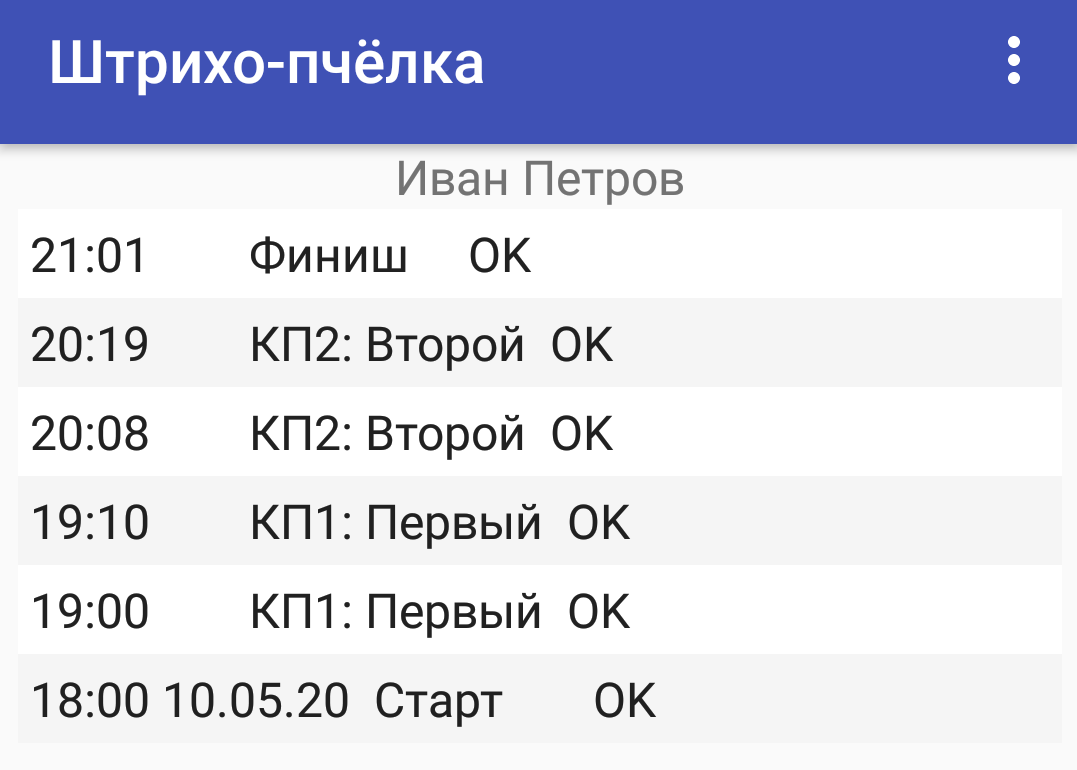 Штрихо-пчёлка
Иван Петров
21:01 Финиш OK
20:19 КП2: Второй OK
20:08 КП2: Второй OK
19:10 КП1: Первый OK
19:00 КП1: Первый OK
18:00 10.05.20 Старт OK